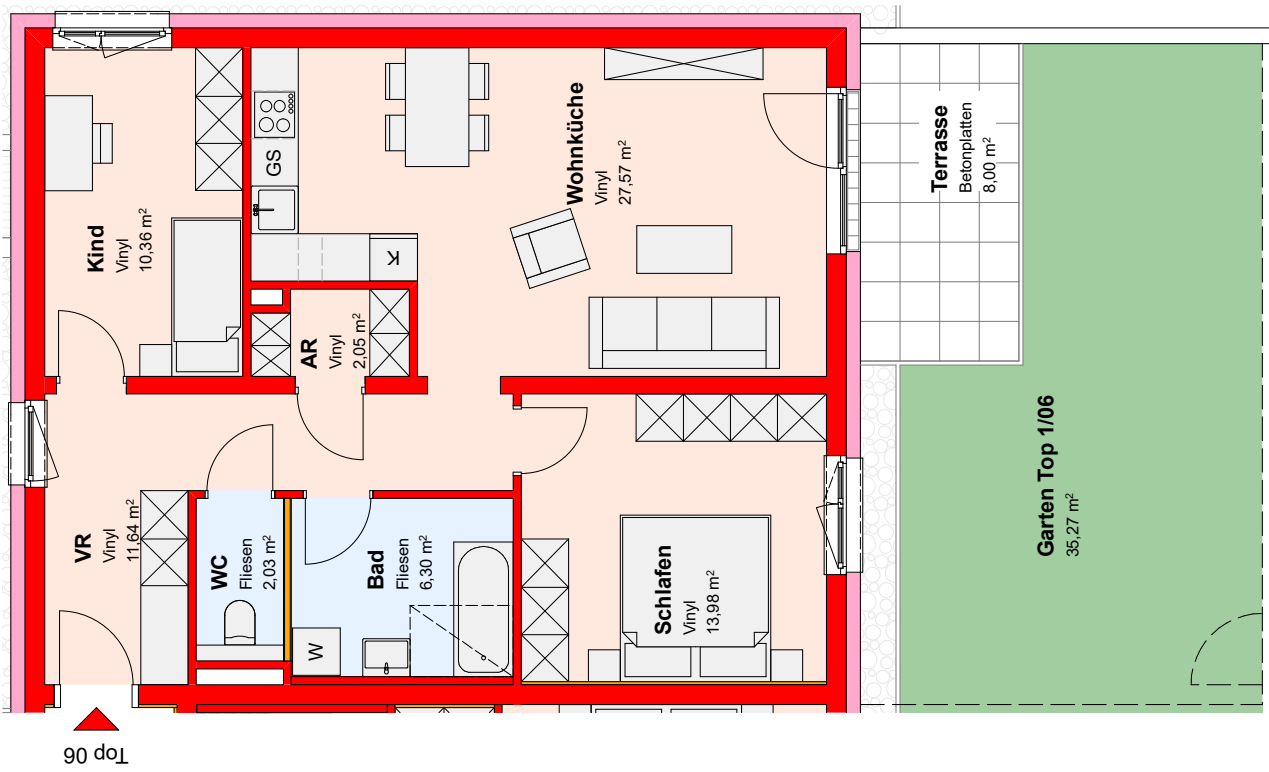 Kind
Vinyl
10,36 m²
GS
K
Wohnküche
Vinyl
27,57 m²
Terrasse
Betonplatten
8,00 m²
AR
Vinyl
2,05 m²
VR
Vinyl
11,64 m²
WC
Fliesen
2,03 m²
Bad
Fliesen
6,30 m²
W
Schlafen
Vinyl
13,98 m²
Garten Top 1/06
35,27 m²
Top 06